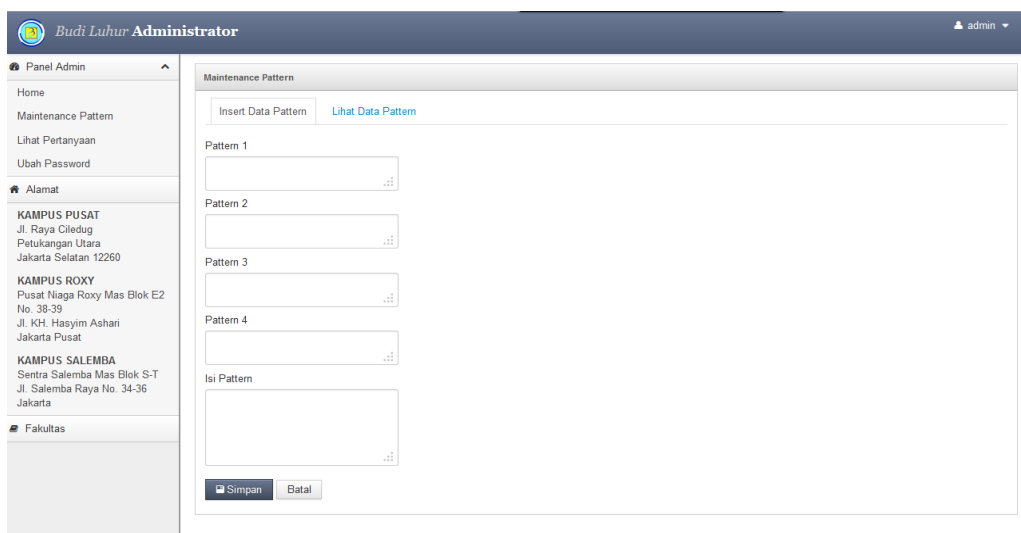 Budi Luhur Administrator
admin
Panel Admin
Home
Maintenance Pattern
Lihat Pertanyaan
Ubah Password
Alamat
KAMPUS PUSAT
Jl. Raya Ciledug
Petukangan Utara
Jakarta Selatan 12260
KAMPUS ROXY
Pusat Niaga Roxy Mas Blok E2
No. 38-39
Jl. KH. Hasyim Ashari
Jakarta Pusat
KAMPUS SALEMBA
Sentra Salemba Mas Blok S-T
Jl. Salemba Raya No. 34-36
Jakarta
Fakultas
Maintenance Pattern
Insert Data Pattern Lihat Data Pattern
Pattern 1
Pattern 2
Pattern 3
Pattern 4
Isi Pattern
Simpan Batal